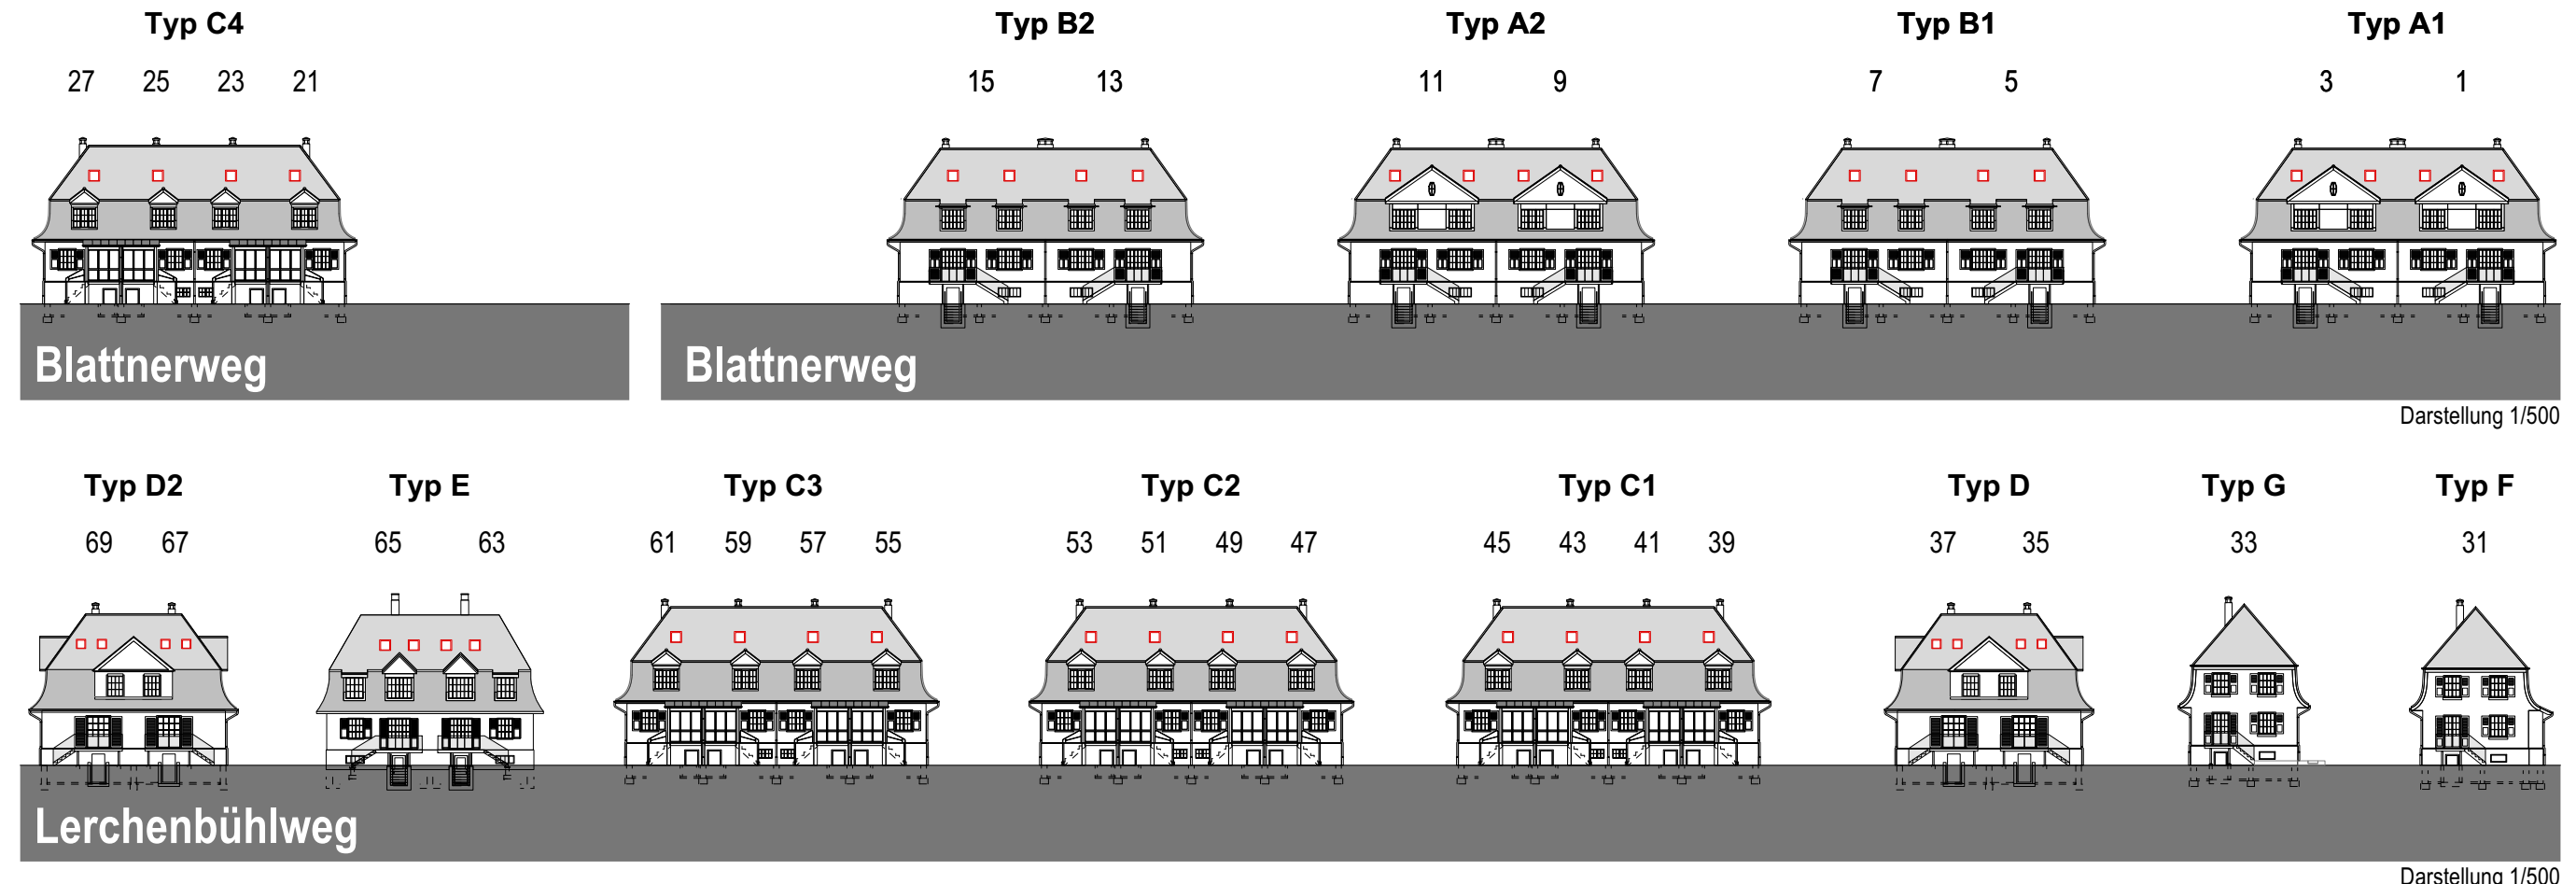 Typ C4 Typ B2 Typ A2 Typ B1 Typ A1
27 25 23 21 15 13 11 9 7 5 3 1
Blattnerweg Blattnerweg
Darstellung 1/500
Typ D2 Typ E Typ C3 Typ C2 Typ C1 Typ D Typ G Typ F
69 67 65 63 61 59 57 55 53 51 49 47 45 43 41 39 37 35 33 31
Lerchenbühlweg
Darstellung 1/500